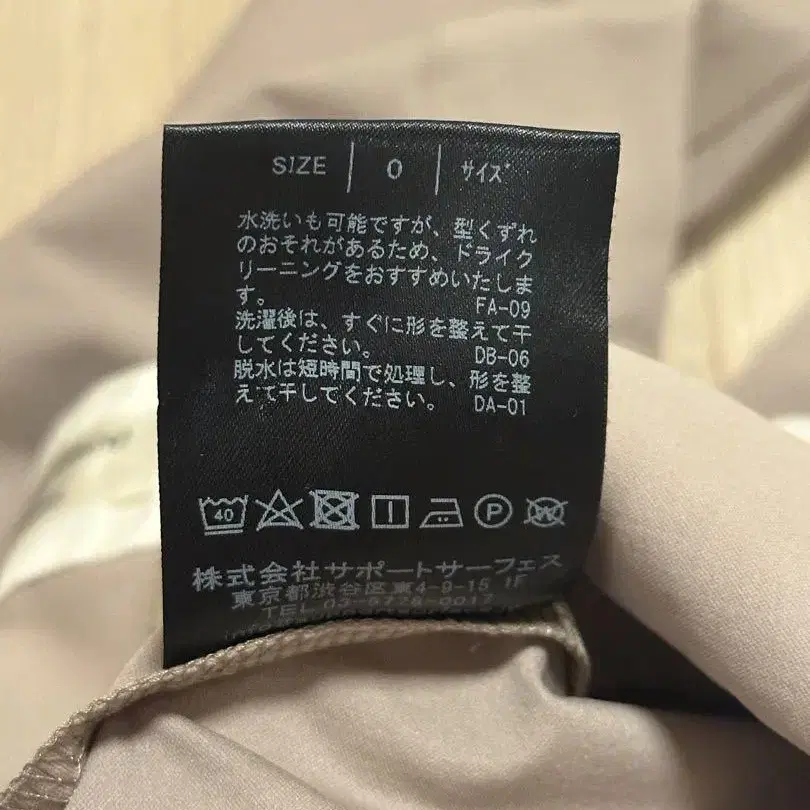 SIZE | 0 | サイズ
水洗いも可能ですが、型くずれ
のおそれがあるため、ドライク
リーニングをおすすめいたしま
す。 FA-09
洗濯後は、すぐに形を整えて干
してください。 DB-06
脱水は短時間で処理し、形を整
えて干してください。 DA-01
40 P W
株式会社サポートサーフェス
東京都渋谷区東4-9-15 1F
TEL